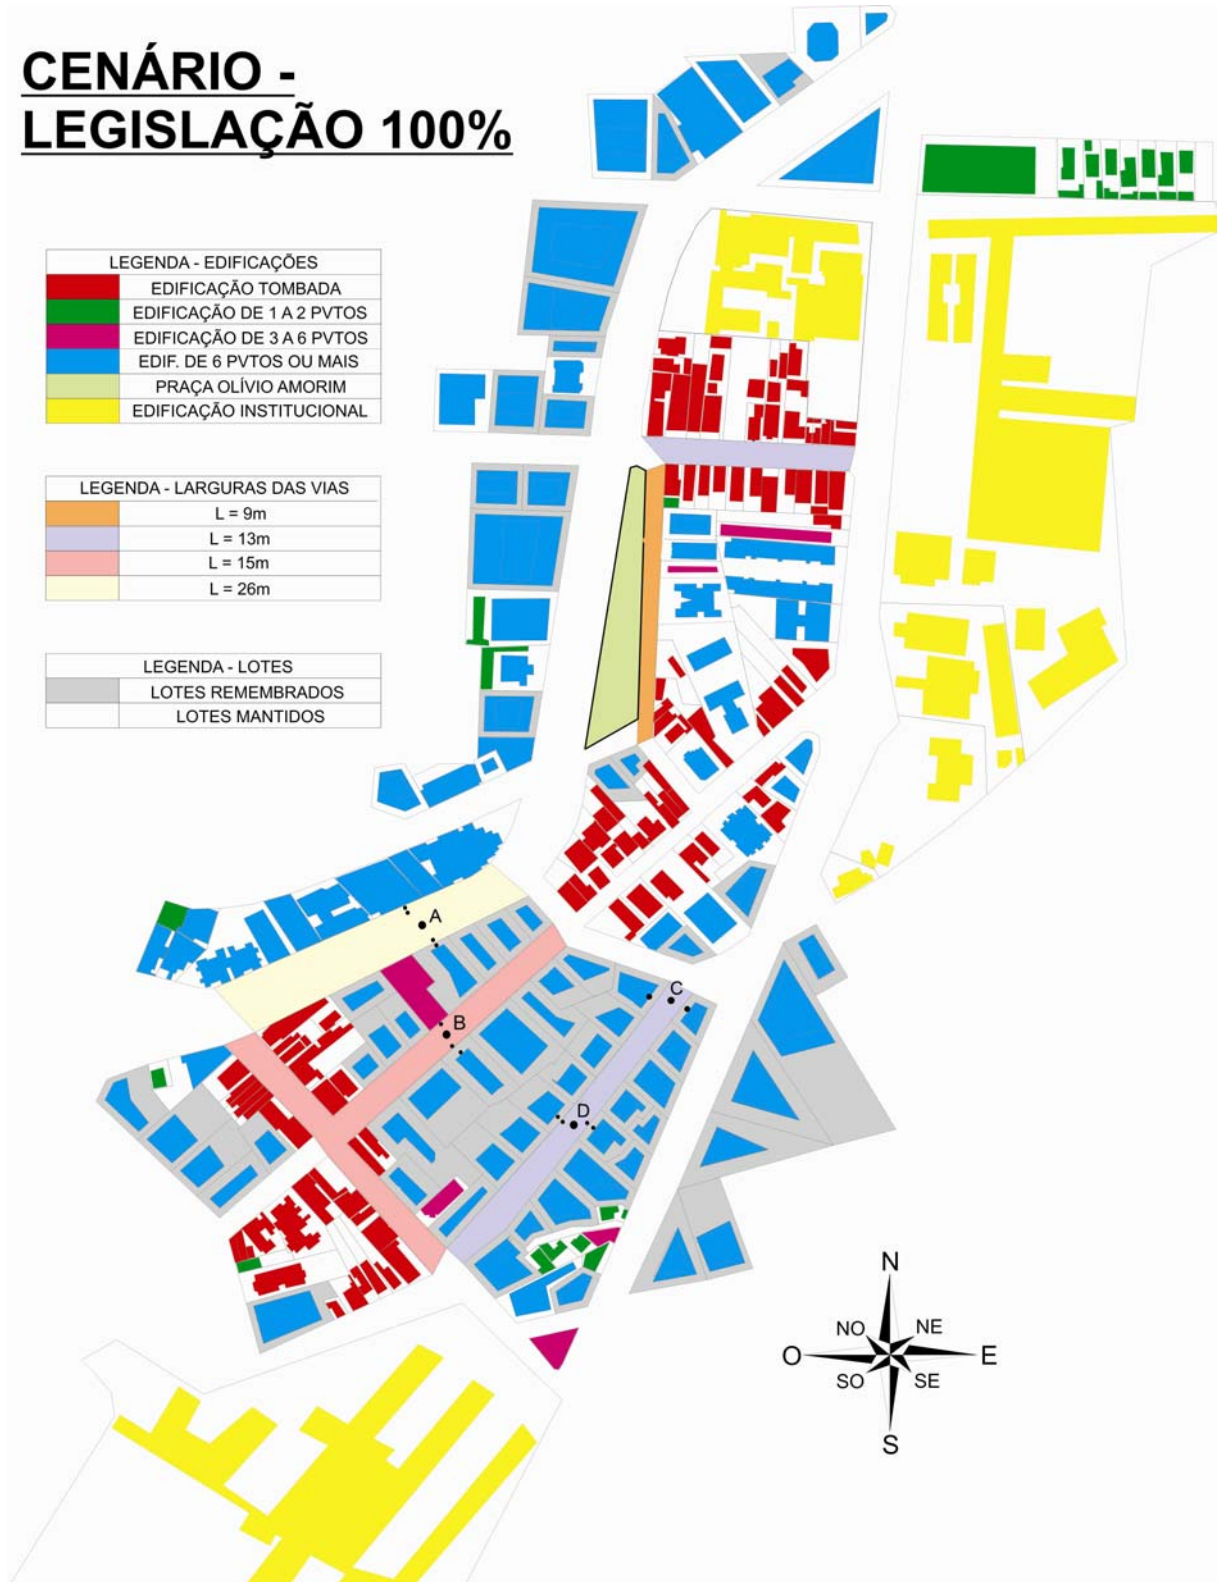 CENÁRIO -
LEGISLAÇÃO 100%
LEGENDA - EDIFICAÇÕES
EDIFICAÇÃO TOMBADA
EDIFICAÇÃO DE 1 A 2 PVTOS
EDIFICAÇÃO DE 3 A 6 PVTOS
EDIF. DE 6 PVTOS OU MAIS
PRAÇA OLÍVIO AMORIM
EDIFICAÇÃO INSTITUCIONAL
LEGENDA - LARGURAS DAS VIAS
L = 9m
L = 13m
L = 15m
L = 26m
LEGENDA - LOTES
LOTES REMEMBRADOS
LOTES MANTIDOS
A
C
B
D
N
NO NE
O E
SO SE
S